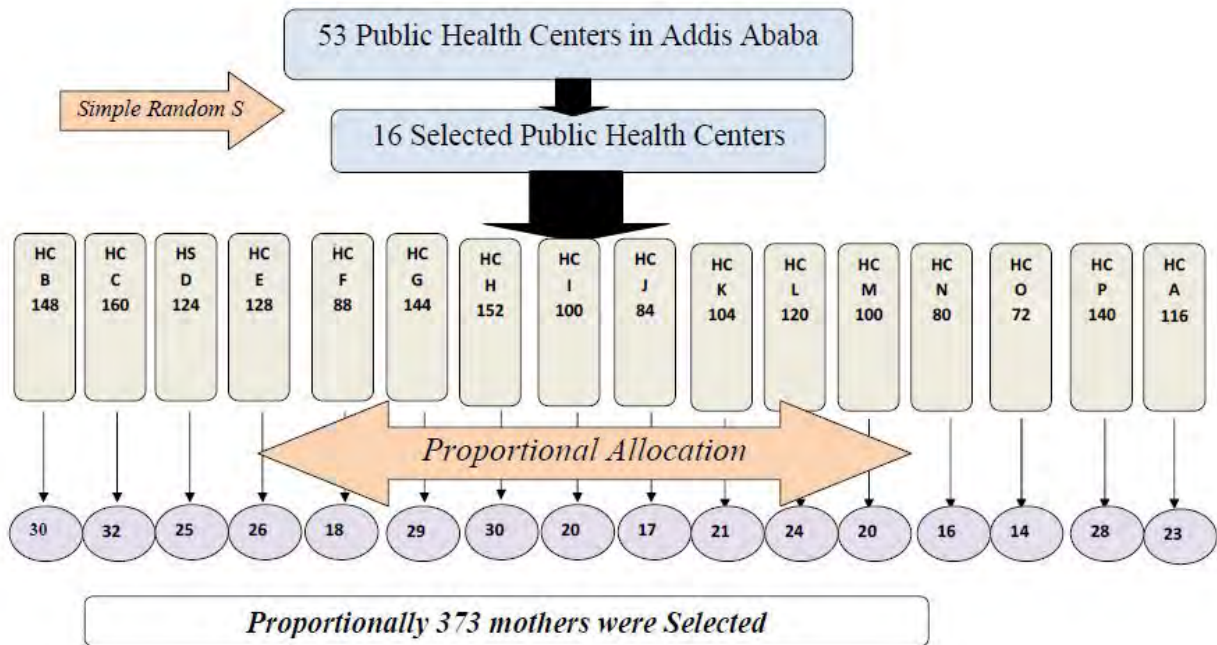 53 Public Health Centers in Addis Ababa
Simple Random S
16 Selected Public Health Centers
HC
B
148
HC
C
160
HS
D
124
HC
E
128
HC
F
88
HC
G
144
HC
H
152
HC
I
100
HC
J
84
HC
K
104
HC
L
120
HC
M
100
HC
N
80
HC
O
72
HC
P
140
HC
A
116
Proportional Allocation
30
32
25
26
18
29
30
20
17
21
24
20
16
14
28
23
Proportionally 373 mothers were Selected